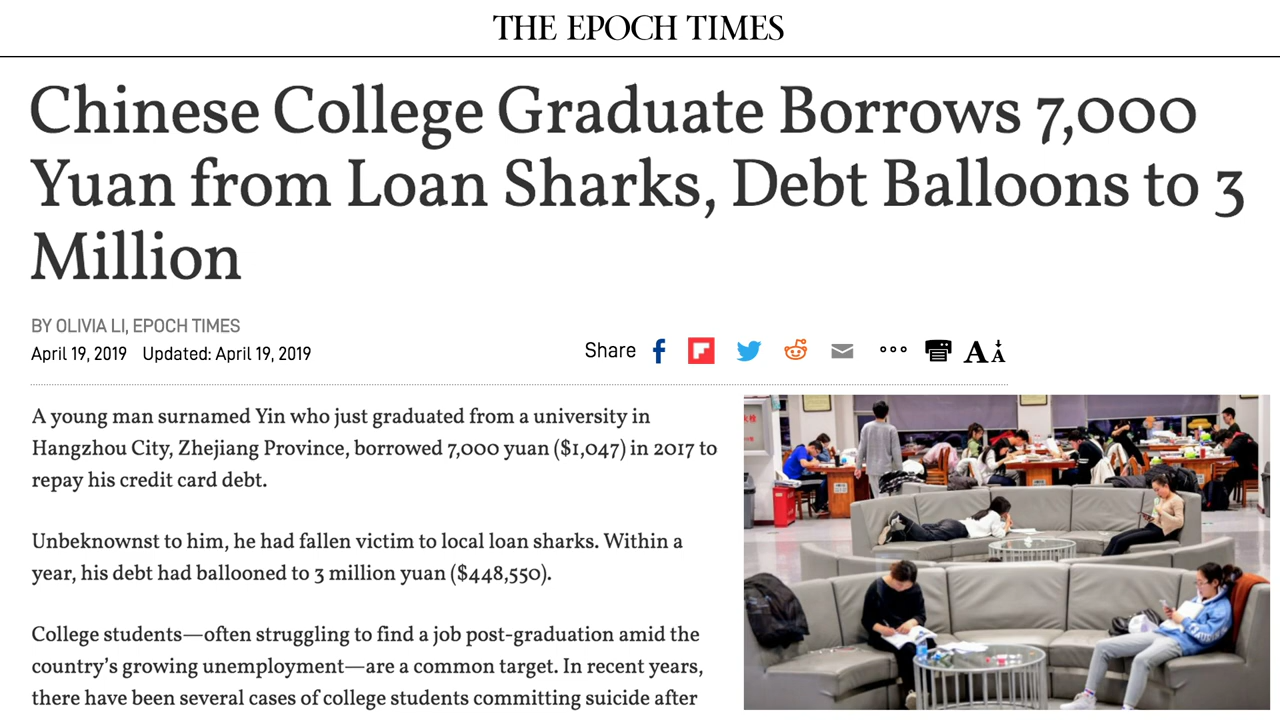 THE EPOCH TIMES
Chinese College Graduate Borrows 7,000
Yuan from Loan Sharks, Debt Balloons to 3
Million
BY OLIVIA LI, EPOCH TIMES
April 19, 2019 Updated: April 19, 2019
Share
A young man surnamed Yin who just graduated from a university in
Hangzhou City, Zhejiang Province, borrowed 7,000 yuan ($1,047) in 2017 to
repay his credit card debt.
Unbeknownst to him, he had fallen victim to local loan sharks. Within a
year, his debt had ballooned to 3 million yuan ($448,550).
College students—often struggling to find a job post-graduation amid the
country's growing unemployment—are a common target. In recent years,
there have been several cases of college students committing suicide after